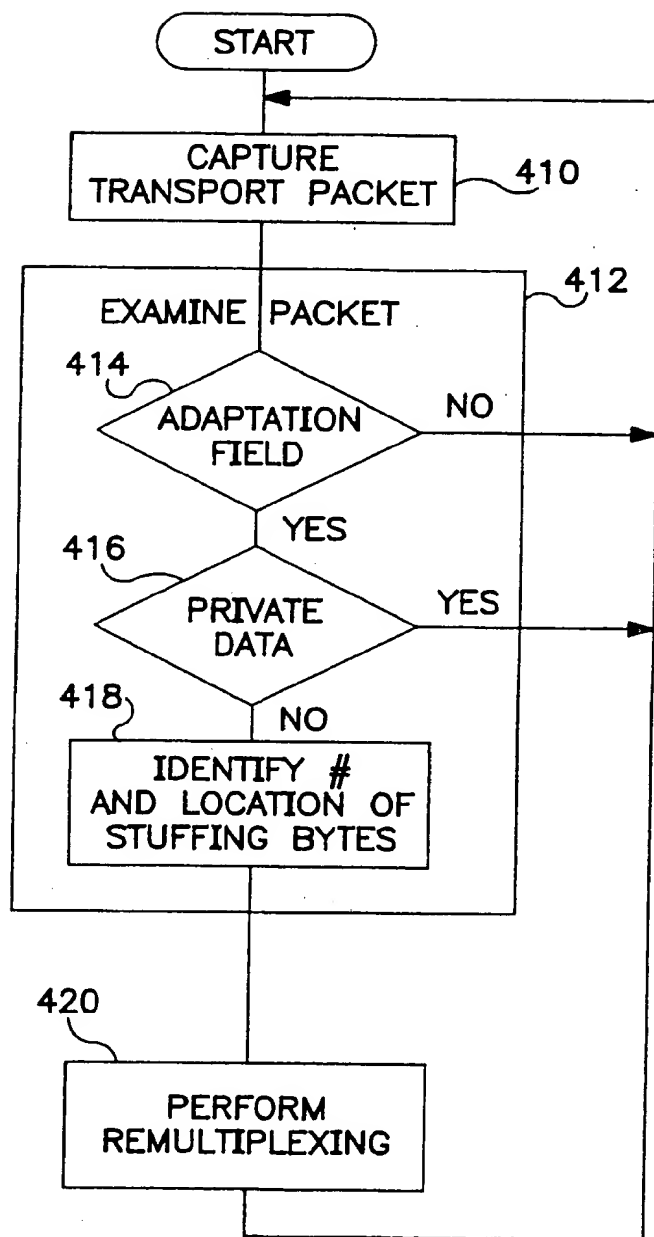 START
CAPTURE
TRANSPORT PACKET
410
412
EXAMINE PACKET
414
ADAPTATION
FIELD
NO
YES
416
PRIVATE
DATA
YES
418
NO
IDENTIFY #
AND LOCATION OF
STUFFING BYTES
420
PERFORM
REMULTIPLEXING